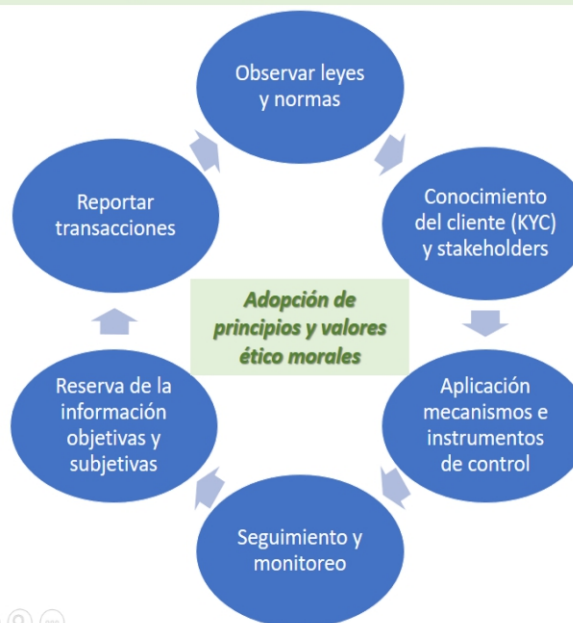 Observar leyes
y normas
Conocimiento
del cliente (KYC)
y stakeholders
Aplicación
mecanismos e
instrumentos
de control
Seguimiento y
monitoreo
Reserva de la
información
objetivas y
subjetivas
Reportar
transacciones
Adopción de
principios y valores
ético morales